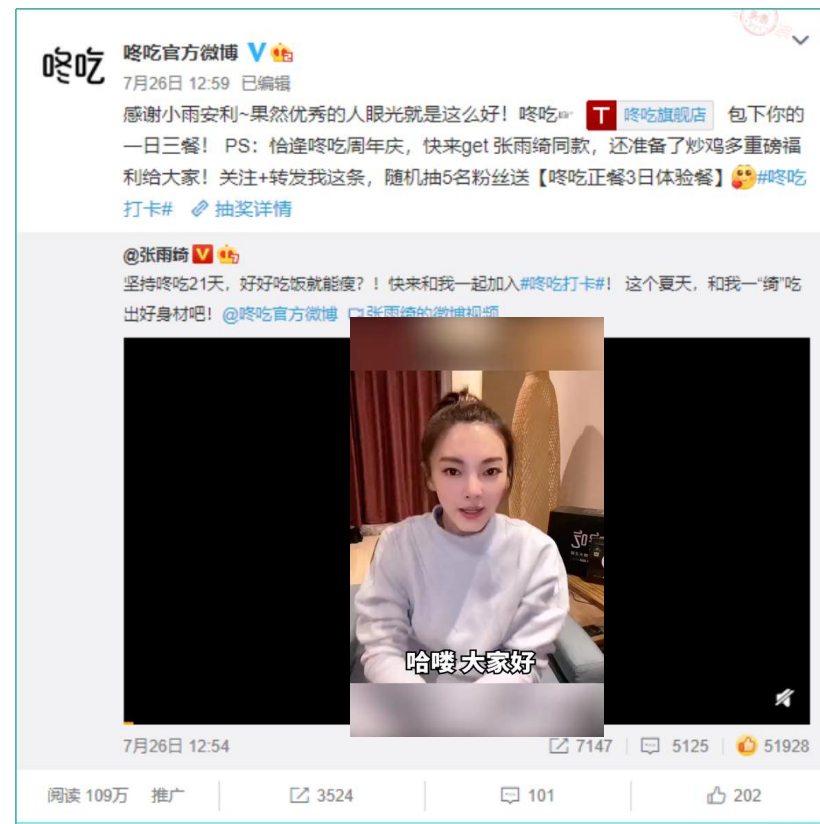 咚吃
咚吃官方微博
7月26日 12:59 已编辑
感谢小雨安利~果然优秀的人眼光就是这么好！咚吃☞ T 咚吃旗舰店 包下你的
一日三餐！ PS：恰逢咚吃周年庆，快来get 张雨绮同款，还准备了炒鸡多重磅福
利给大家！关注+转发我这条，随机抽5名粉丝送【咚吃正餐3日体验餐】#咚吃
打卡# 抽奖详情
@张雨绮
坚持咚吃21天，好好吃饭就能瘦？！快来和我一起加入#咚吃打卡#！ 这个夏天，和我一“绮”吃
出好身材吧！@咚吃官方微博 张雨绮的微博视频
哈喽 大家好
7月26日 12:54 7147 5125 51928
阅读 109万 推广 3524 101 202